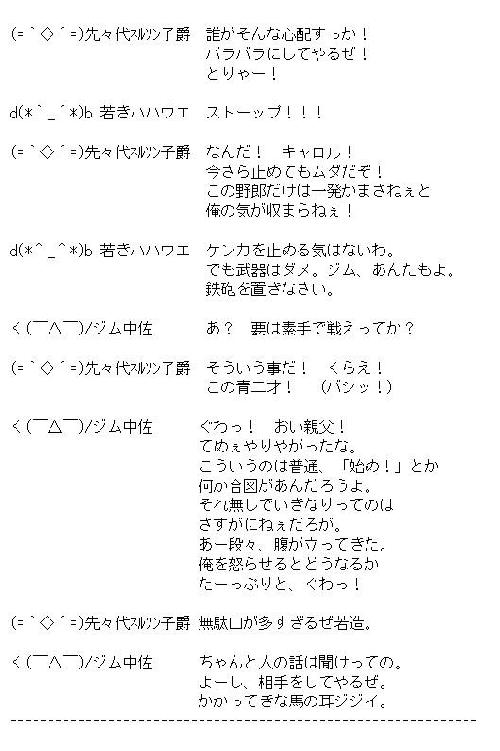 (=｀◇´=)先々代ｽﾙｿﾝ子爵　誰がそんな心配すっか！
バラバラにしてやるぜ！
とりゃー！
d(*｀_´*)b 若きハハウエ　ストーップ！！！
(=｀◇´=)先々代ｽﾙｿﾝ子爵　なんだ！　キャロル！
今さら止めてもムダだぞ！
この野郎だけは一発かまさねぇと
俺の気が収まらねぇ！
d(*^_^*)b 若きハハウエ　ケンカを止める気はないわ。
でも武器はダメ。ジム、あんたもよ。
鉄砲を置きなさい。
く(￣∧￣)/ジム中佐　あ？　要は素手で戦えってか？
(=｀◇´=)先々代ｽﾙｿﾝ子爵　そういう事だ！　くらえ！
この青二才！　（バシッ！）
く(￣△￣)/ジム中佐　ぐわっ！　おい親父！
てめぇやりやがったな。
こういうのは普通、「始め！」とか
何か合図があんだろうよ。
それ無しでいきなりってのは
さすがにねぇだろが。
あー段々、腹が立ってきた。
俺を怒らせるとどうなるか
たーっぷりと、ぐわっ！
(=｀◇´=)先々代ｽﾙｿﾝ子爵　無駄口が多すぎるぜ若造。
く(￣∧￣)/ジム中佐　ちゃんと人の話は聞けっての。
よーし、相手をしてやるぜ。
かかってきな馬の耳ジジイ。